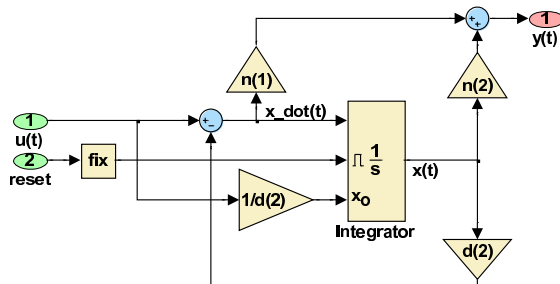 1
y(t)
n(1)
n(2)
1
u(t)
x_dot(t)
2
reset
fix
1
s
x(t)
1/d(2)
xo
Integrator
d(2)